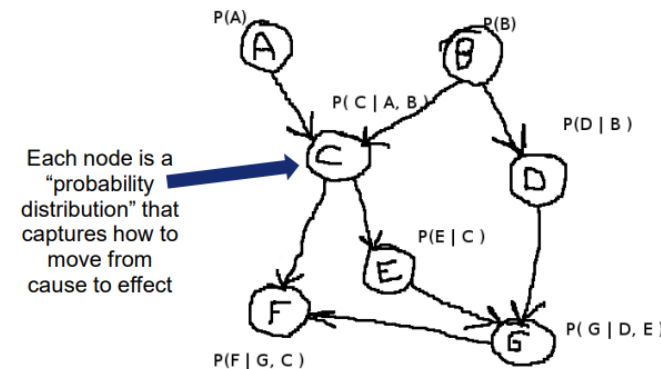 P(A)
A
P(B)
B
P( C | A, B )
C
P(D | B )
D
Each node is a
“probability
distribution” that
captures how to
move from
cause to effect
P(E | C )
E
F
G
P( G | D, E )
P(F | G, C )